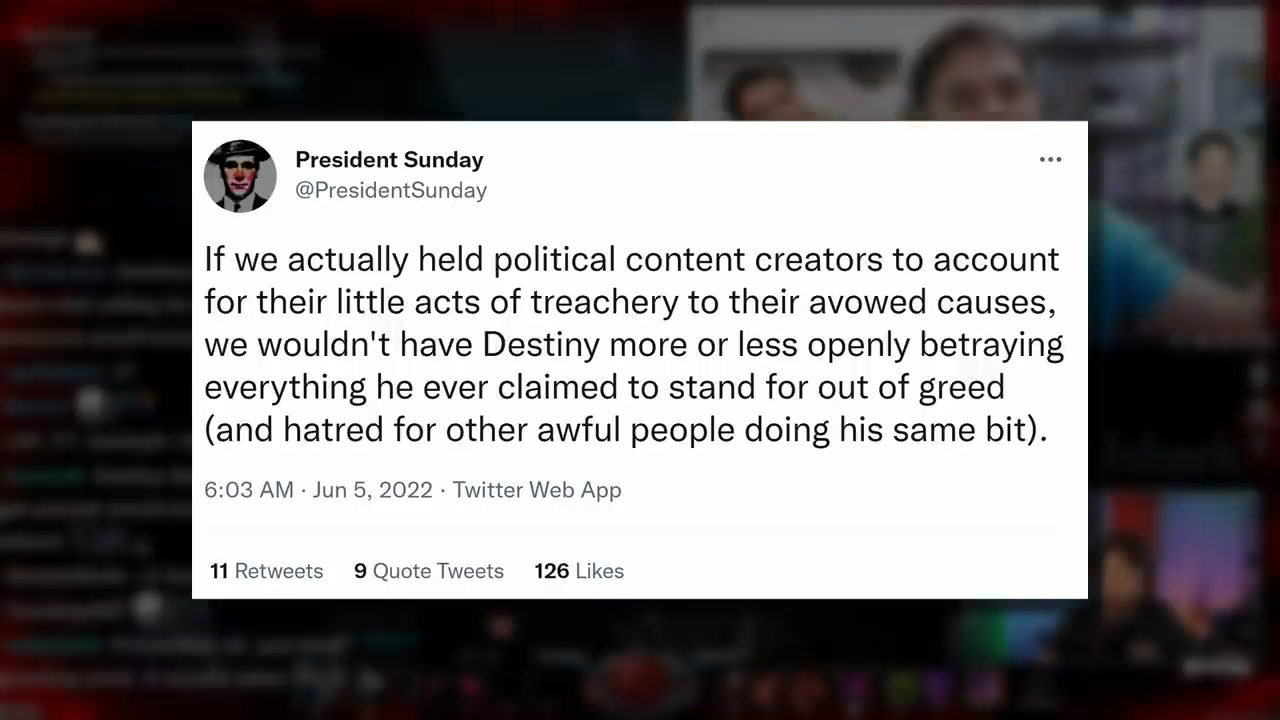 President Sunday
@PresidentSunday
If we actually held political content creators to account
for their little acts of treachery to their avowed causes,
we wouldn't have Destiny more or less openly betraying
everything he ever claimed to stand for out of greed
(and hatred for other awful people doing his same bit).
6:03 AM · Jun 5, 2022 · Twitter Web App
11 Retweets 9 Quote Tweets 126 Likes